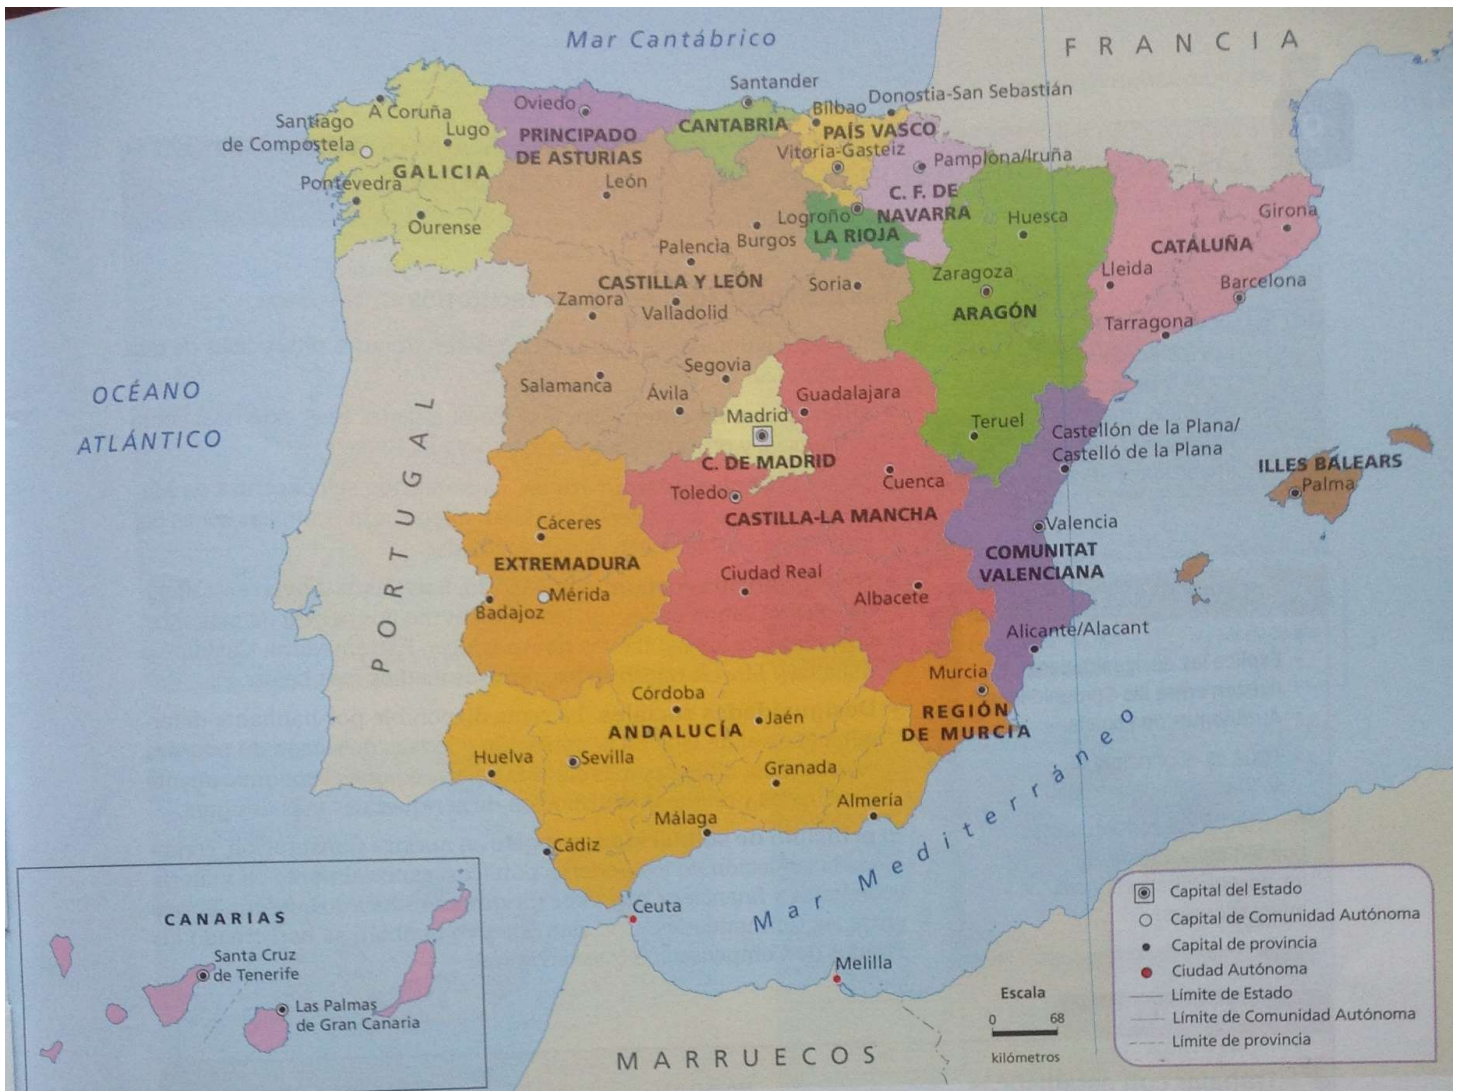 Mar Cantábrico
FRANCIA
Santander
Donostia-San Sebastián
Oviedo
Bilbao
A Coruña
Santiago
de Compostela
Lugo
PRINCIPADO
DE ASTURIAS
CANTABRIA
PAÍS VASCO
Vitoria-Gasteiz
Pamplona/Iruña
GALICIA
Pontevedra
León
C. F. DE
NAVARRA
Ourense
Logroño
LA RIOJA
Huesca
Girona
CATALUÑA
Palencia
Burgos
CASTILLA Y LEÓN
Soria
Zaragoza
Lleida
Barcelona
Zamora
Valladolid
ARAGÓN
Tarragona
OCÉANO
ATLÁNTICO
PORTUGAL
Salamanca
Segovia
Ávila
Guadalajara
Madrid
Teruel
Castellón de la Plana/
Castelló de la Plana
C. DE MADRID
ILLES BALEARS
Palma
Toledo
Cuenca
CASTILLA-LA MANCHA
Cáceres
Valencia
EXTREMADURA
COMUNITAT
VALENCIANA
Ciudad Real
Albacete
Mérida
Badajoz
Alicante/Alacant
Murcia
REGIÓN
DE MURCIA
Córdoba
Jaén
ANDALUCÍA
Huelva
Sevilla
Granada
Almería
Málaga
Cádiz
Mar Mediterráneo
Ceuta
Melilla
MARRUECOS
CANARIAS
Santa Cruz
de Tenerife
Las Palmas
de Gran Canaria
Escala
0 68
kilómetros
Capital del Estado
Capital de Comunidad Autónoma
Capital de provincia
Ciudad Autónoma
Límite de Estado
Límite de Comunidad Autónoma
Límite de provincia